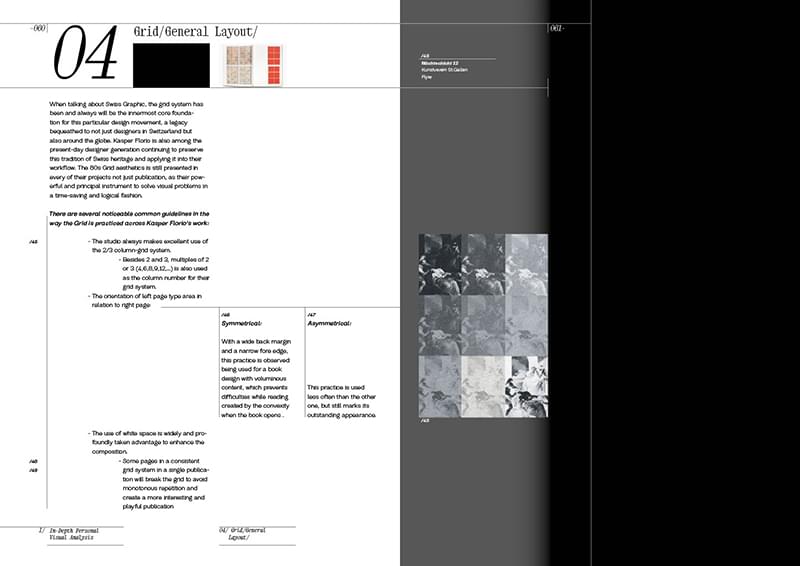 -060
04
Grid/General Layout/
061-
/45
Nächtschicht 12
Kunstverein St.Gallen
Flyer
When talking about Swiss Graphic, the grid system has
been and always will be the innermost core founda-
tion for this particular design movement, a legacy
bequeathed to not just designers in Switzerland but
also around the globe. Kasper Florio is also among the
present-day designer generation continuing to preserve
this tradition of Swiss heritage and applying it into their
workflow. The 80s Grid aesthetics is still presented in
every of their projects not just publication, as their pow-
erful and principal instrument to solve visual problems in
a time-saving and logical fashion.
There are several noticeable common guidelines in the
way the Grid is practiced across Kasper Florio's work:
/45
- The studio always makes excellent use of
the 2/3 column-grid system.
- Besides 2 and 3, multiples of 2
or 3 (4,6,8,9,12,...) is also used
as the column number for their
grid system.
- The orientation of left page type area in
relation to right page
/46
Symmetrical:
With a wide back margin
and a narrow fore edge,
this practice is observed
being used for a book
design with voluminous
content, which prevents
difficulties while reading
created by the convexity
when the book opens .
/47
Asymmetrical:
This practice is used
less often than the other
one, but still marks its
outstanding appearance.
/45
- The use of white space is widely and pro-
foundly taken advantage to enhance the
composition.
/48
/49
- Some pages in a consistent
grid system in a single publica-
tion will break the grid to avoid
monotonous repetition and
create a more interesting and
playful publication
1/ In-Depth Personal
Visual Analysis
04/ Grid/General
Layout/